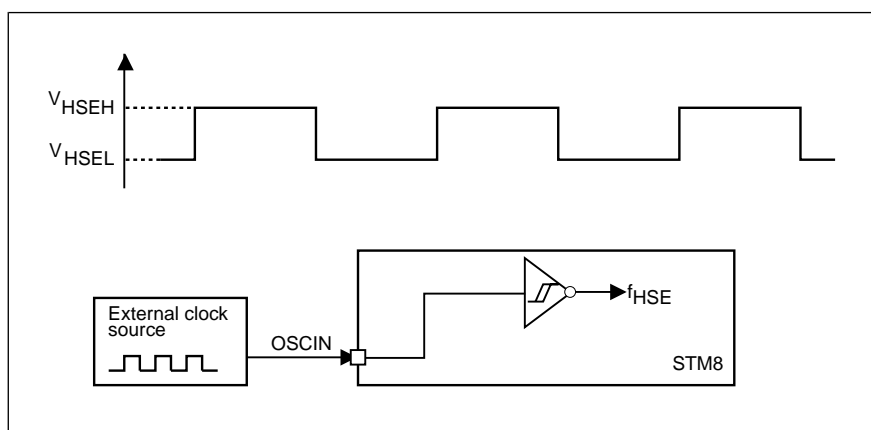 VHSEH
VHSEL
External clock
source
OSCIN
fHSE
STM8